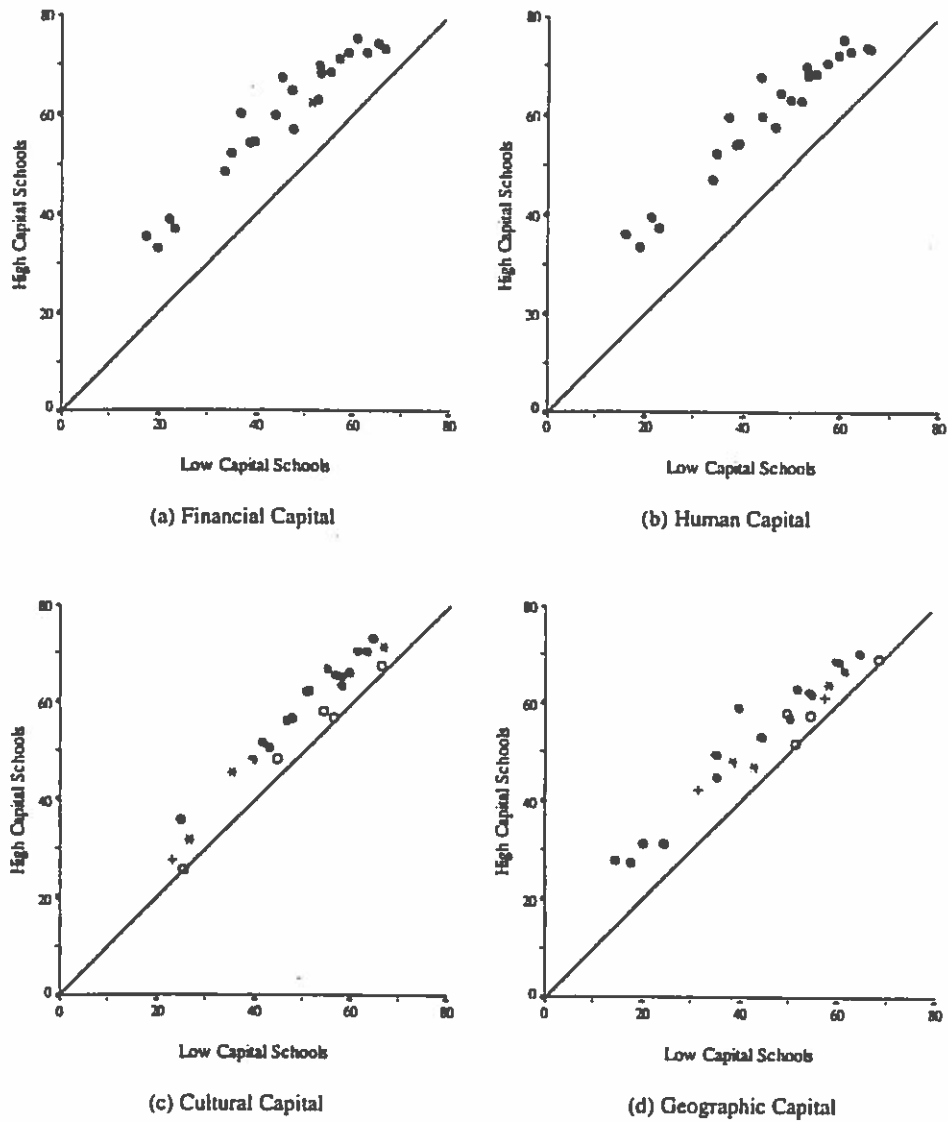 80
60
40
20
0
High Capital Schools
0 20 40 60 80
Low Capital Schools
(a) Financial Capital
80
60
40
20
0
High Capital Schools
0 20 40 60 80
Low Capital Schools
(b) Human Capital
80
60
40
20
0
High Capital Schools
0 20 40 60 80
Low Capital Schools
(c) Cultural Capital
80
60
40
20
0
High Capital Schools
0 20 40 60 80
Low Capital Schools
(d) Geographic Capital